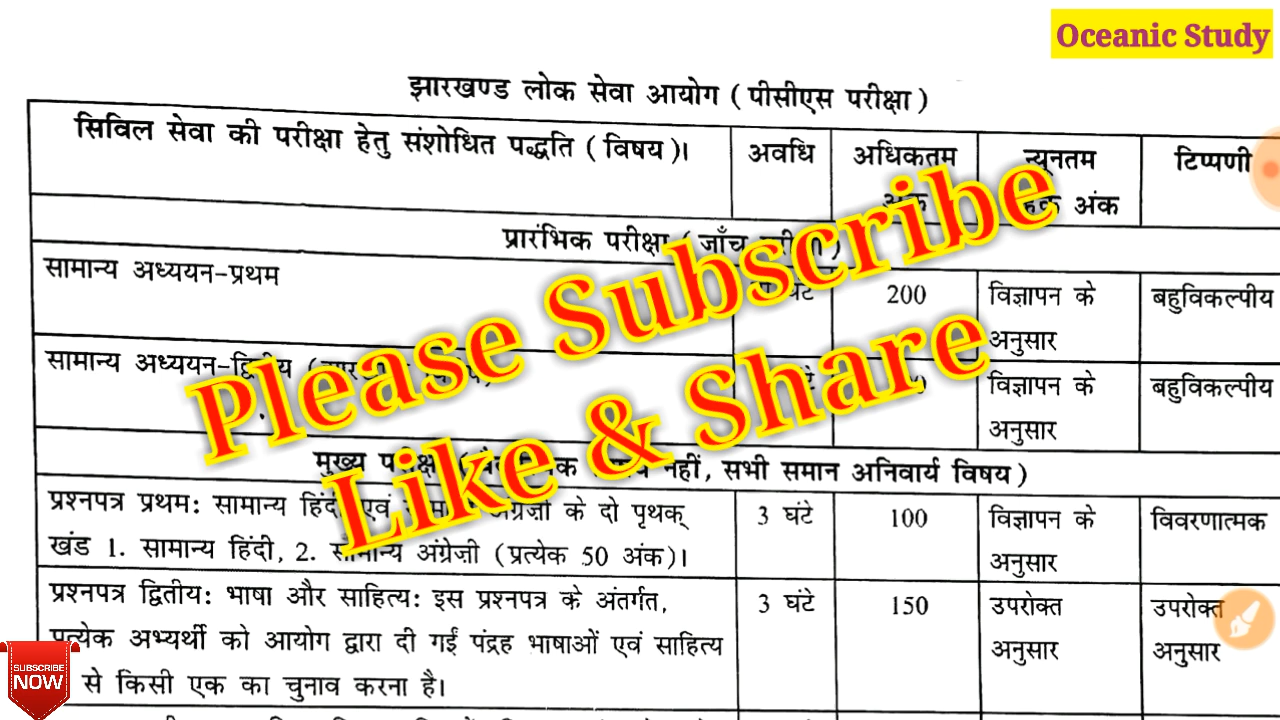 Oceanic Study
झारखण्ड लोक सेवा आयोग ( पीसीएस परीक्षा )
सिविल सेवा की परीक्षा हेतु संशोधित पद्धति ( विषय )। अवधि अधिकतम न्यूनतम टिप्पणी
अंक अंक
प्रारंभिक परीक्षा ( जाँच )
सामान्य अध्ययन-प्रथम घंटे 200 विज्ञापन के बहुविकल्पीय
अनुसार
सामान्य अध्ययन-द्वितीय विज्ञापन के बहुविकल्पीय
अनुसार
Please Subscribe
Like & Share
मुख्य नहीं, सभी समान अनिवार्य विषय )
प्रश्नपत्र प्रथम: सामान्य हिंदी एवं अंग्रेज़ी के दो पृथक् 3 घंटे 100 विज्ञापन के विवरणात्मक
खंड 1. सामान्य हिंदी, 2. सामान्य अंग्रेज़ी (प्रत्येक 50 अंक)। अनुसार
प्रश्नपत्र द्वितीय: भाषा और साहित्य: इस प्रश्नपत्र के अंतर्गत, 3 घंटे 150 उपरोक्त उपरोक्त
प्रत्येक अभ्यर्थी को आयोग द्वारा दी गई पंद्रह भाषाओं एवं साहित्य अनुसार अनुसार
से किसी एक का चुनाव करना है।
SUBSCRIBE
NOW